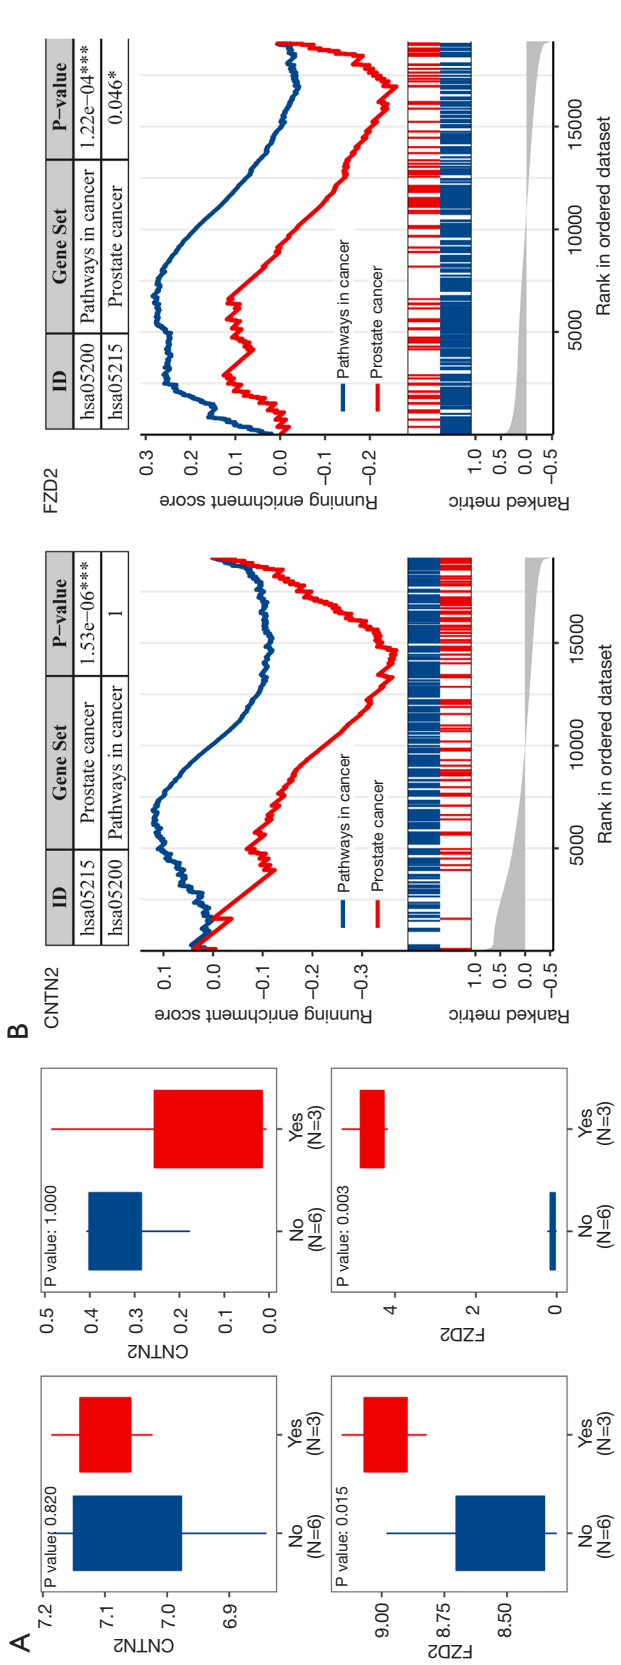 A
CNTN2
7.2
7.1
7.0
6.9
P value: 0.820
No
(N=6)
Yes
(N=3)
CNTN2
0.5
0.4
0.3
0.2
0.1
0.0
P value: 1.000
No
(N=6)
Yes
(N=3)
FZD2
9.00
8.75
8.50
P value: 0.015
No
(N=6)
Yes
(N=3)
FZD2
4
2
0
P value: 0.003
No
(N=6)
Yes
(N=3)
B
CNTN2
ID Gene Set P-value
hsa05215 Prostate cancer 1.53e-06***
hsa05200 Pathways in cancer 1
Running enrichment score
0.1
0.0
-0.1
-0.2
-0.3
Pathways in cancer
Prostate cancer
Ranked metric
1.0
0.5
0.0
-0.5
5000 10000 15000
Rank in ordered dataset
FZD2
ID Gene Set P-value
hsa05200 Pathways in cancer 1.22e-04***
hsa05215 Prostate cancer 0.046*
Running enrichment score
0.3
0.2
0.1
0.0
-0.1
-0.2
Pathways in cancer
Prostate cancer
Ranked metric
1.0
0.5
0.0
-0.5
5000 10000 15000
Rank in ordered dataset